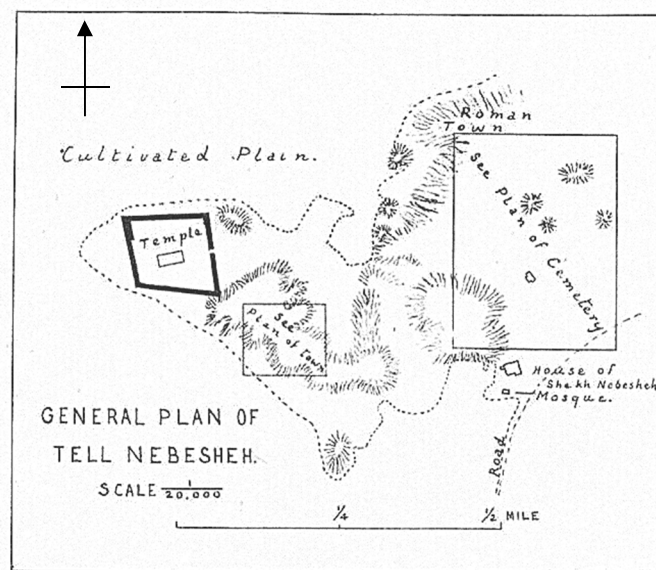 Roman
Town
Cultivated Plain.
See plan of Cemetery
Temple
See
plan of town
House of
Shekh Nebesheh
Mosque.
GENERAL PLAN OF
TELL NEBESHEH.
SCALE 1/20.000
Road
1/4 1/2 MILE